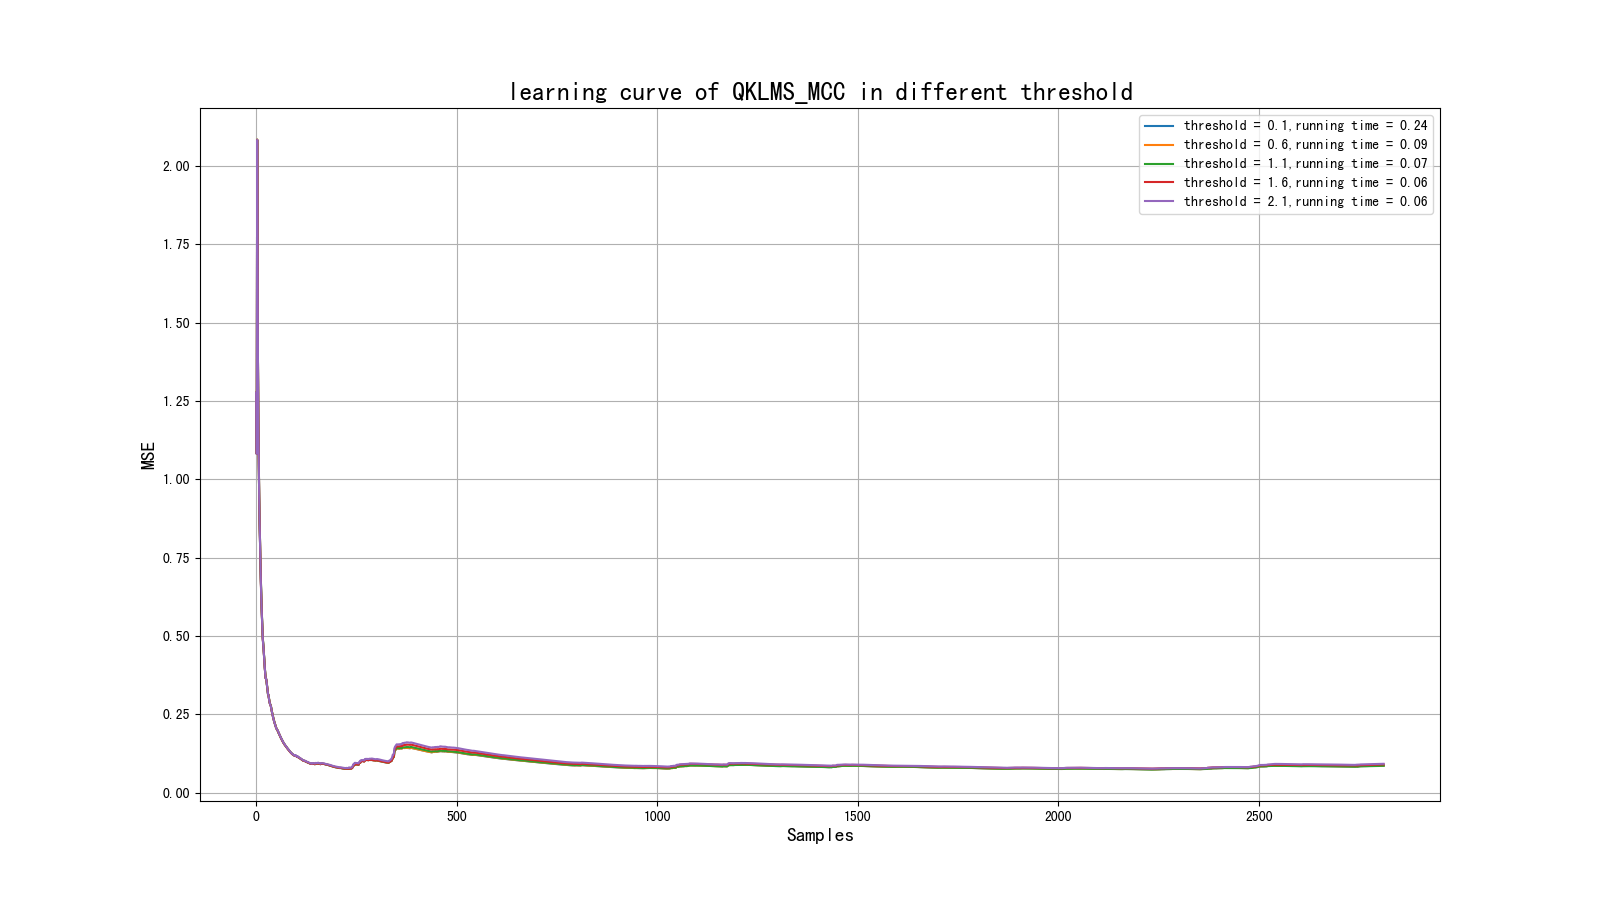 learning curve of QKLMS_MCC in different threshold
threshold = 0.1,running time = 0.24
threshold = 0.6,running time = 0.09
threshold = 1.1,running time = 0.07
threshold = 1.6,running time = 0.06
threshold = 2.1,running time = 0.06
2.00
1.75
1.50
1.25
1.00
0.75
0.50
0.25
0.00
MSE
0 500 1000 1500 2000 2500
Samples